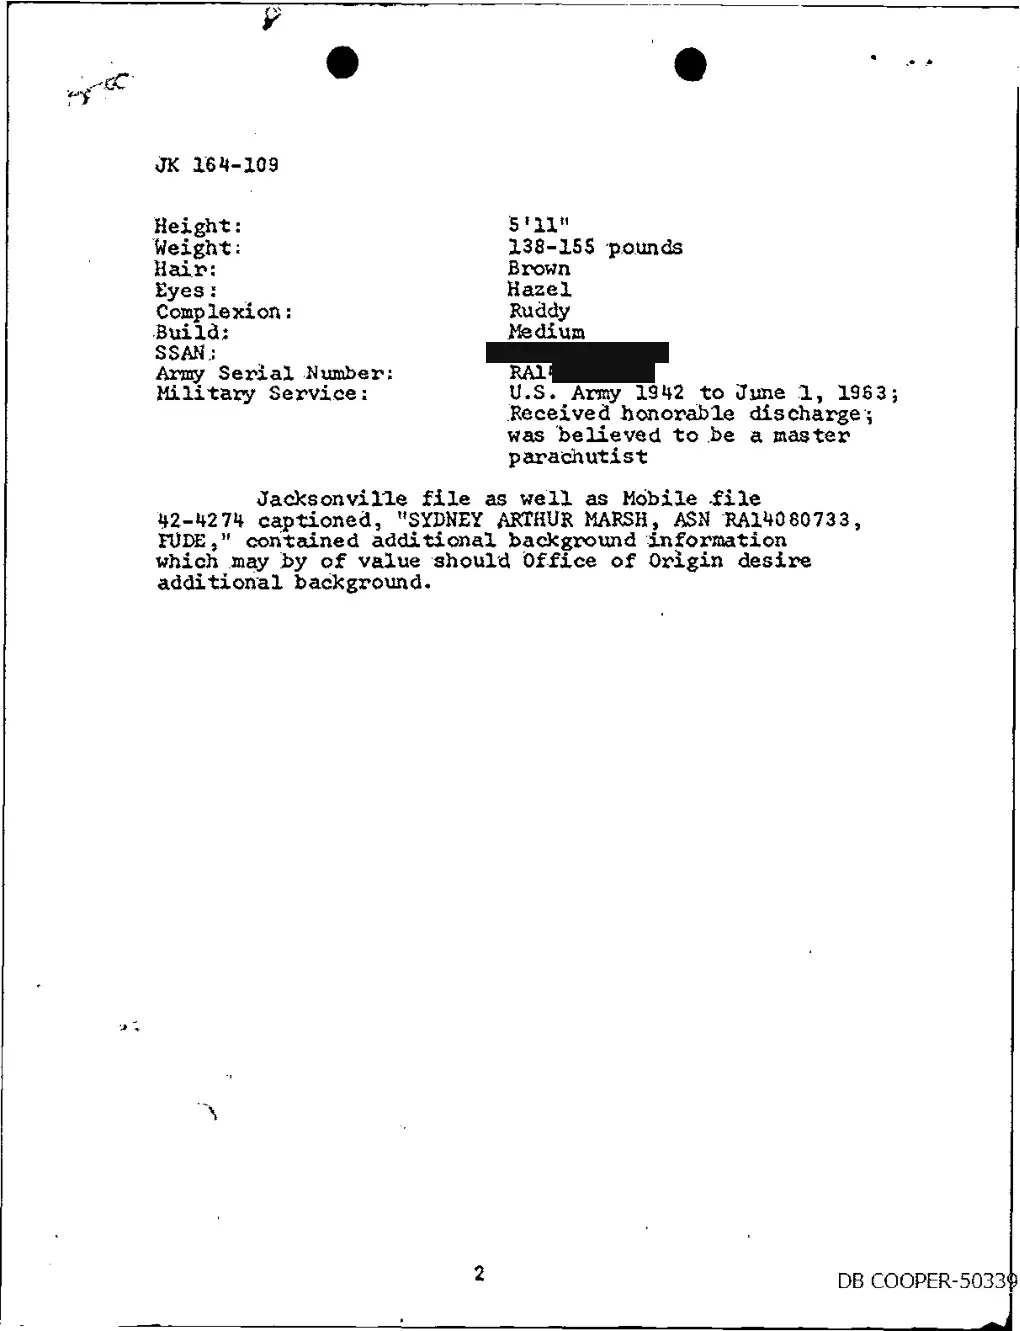 JK 164-109
Height: 5'11"
Weight: 138-155 pounds
Hair: Brown
Eyes: Hazel
Complexion: Ruddy
Build: Medium
SSAN:
Army Serial Number: RA1
Military Service: U.S. Army 1942 to June 1, 1963;
Received honorable discharge;
was believed to be a master
parachutist
Jacksonville file as well as Mobile file
42-4274 captioned, "SYDNEY ARTHUR MARSH, ASN RA14080733,
FUDE," contained additional background information
which may by of value should Office of Origin desire
additional background.
2
DB COOPER-50339